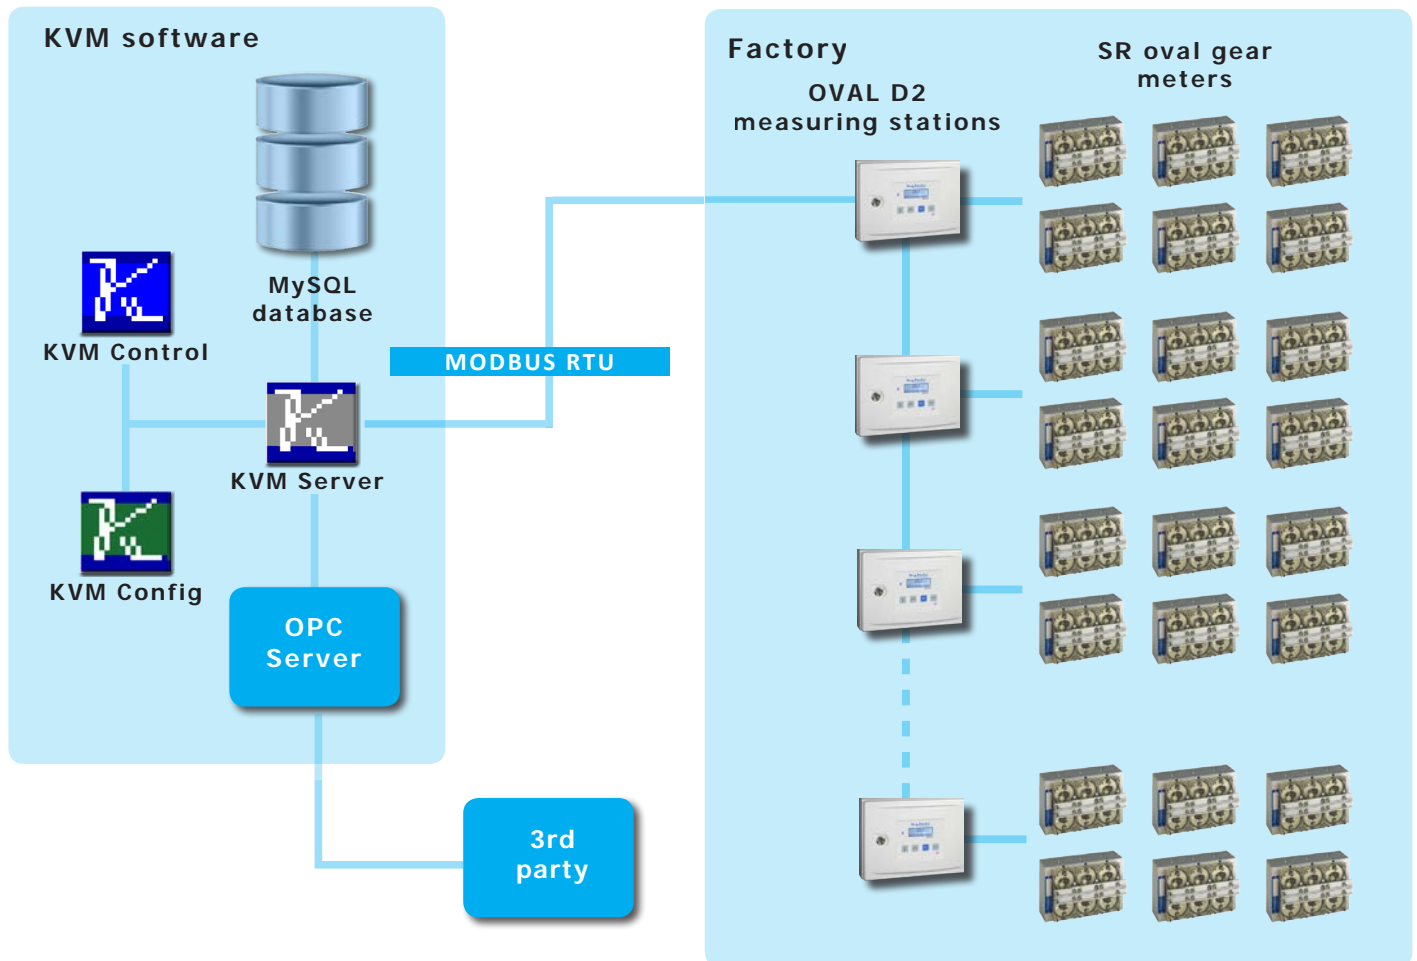 KVM software
MySQL
database
KVM Control
KVM Server
KVM Config
OPC
Server
3rd
party
MODBUS RTU
Factory
OVAL D2
measuring stations
SR oval gear
meters